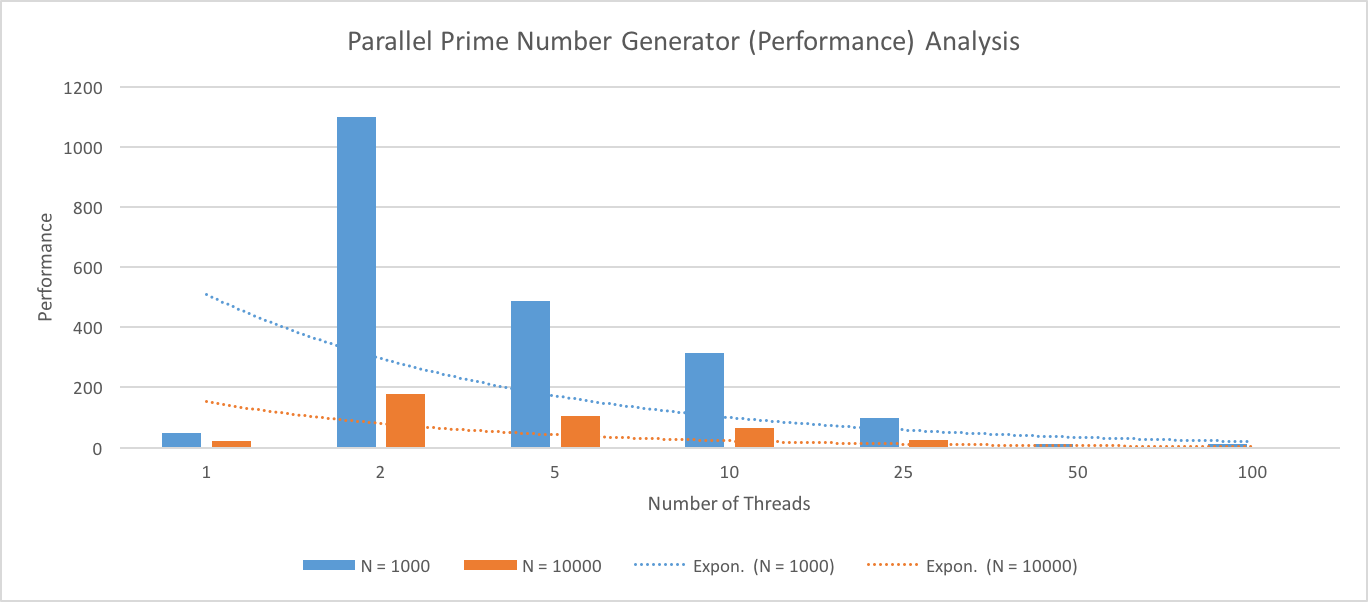 Parallel Prime Number Generator (Performance) Analysis
1200
1000
800
600
400
200
0
Performance
1 2 5 10 25 50 100
Number of Threads
N = 1000 N = 10000 Expon. (N = 1000) Expon. (N = 10000)